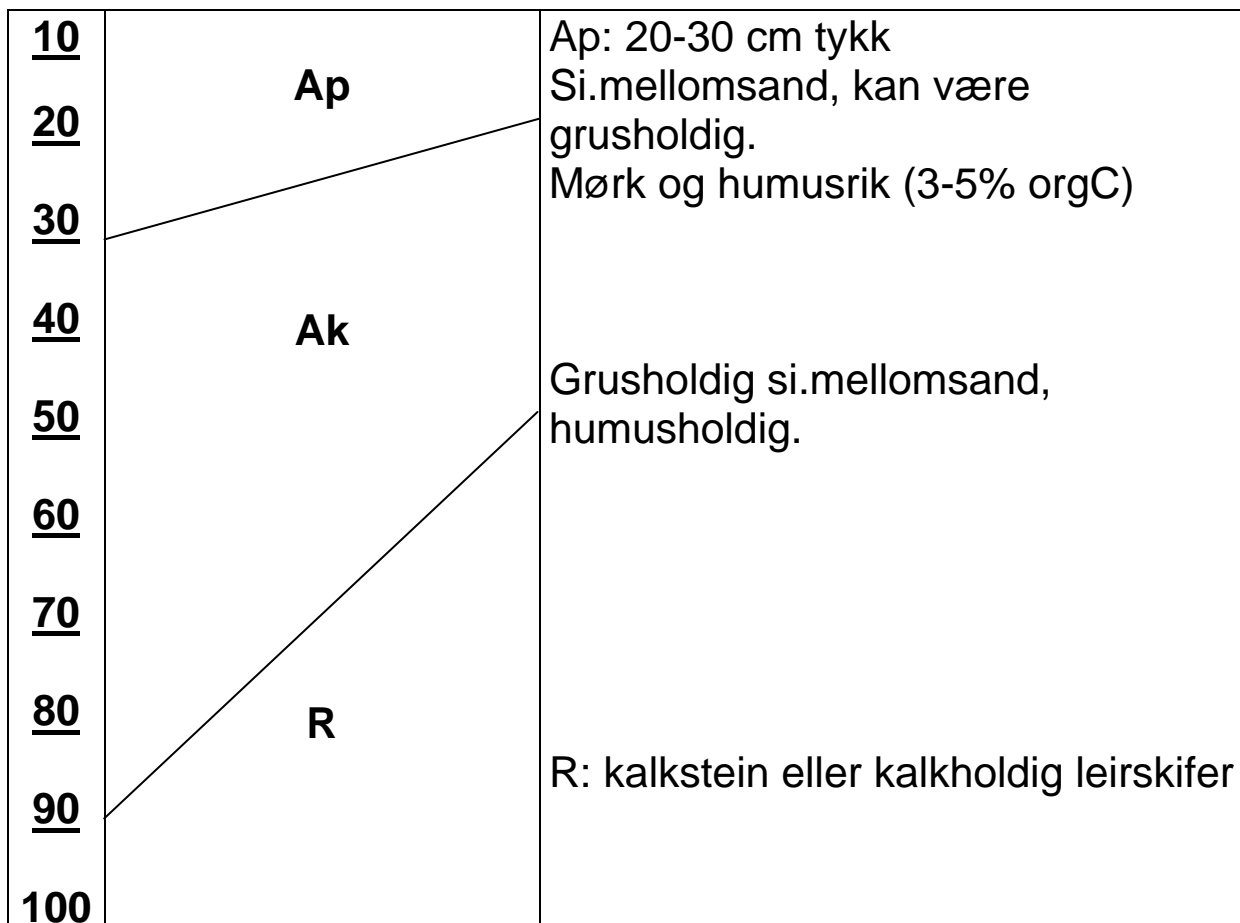 10
Ap
20
30
40
Ak
50
60
70
80
R
90
100
Ap: 20-30 cm tykk
Si.mellomsand, kan være
grusholdig.
Mørk og humusrik (3-5% orgC)
Grusholdig si.mellomsand,
humusholdig.
R: kalkstein eller kalkholdig leirskifer